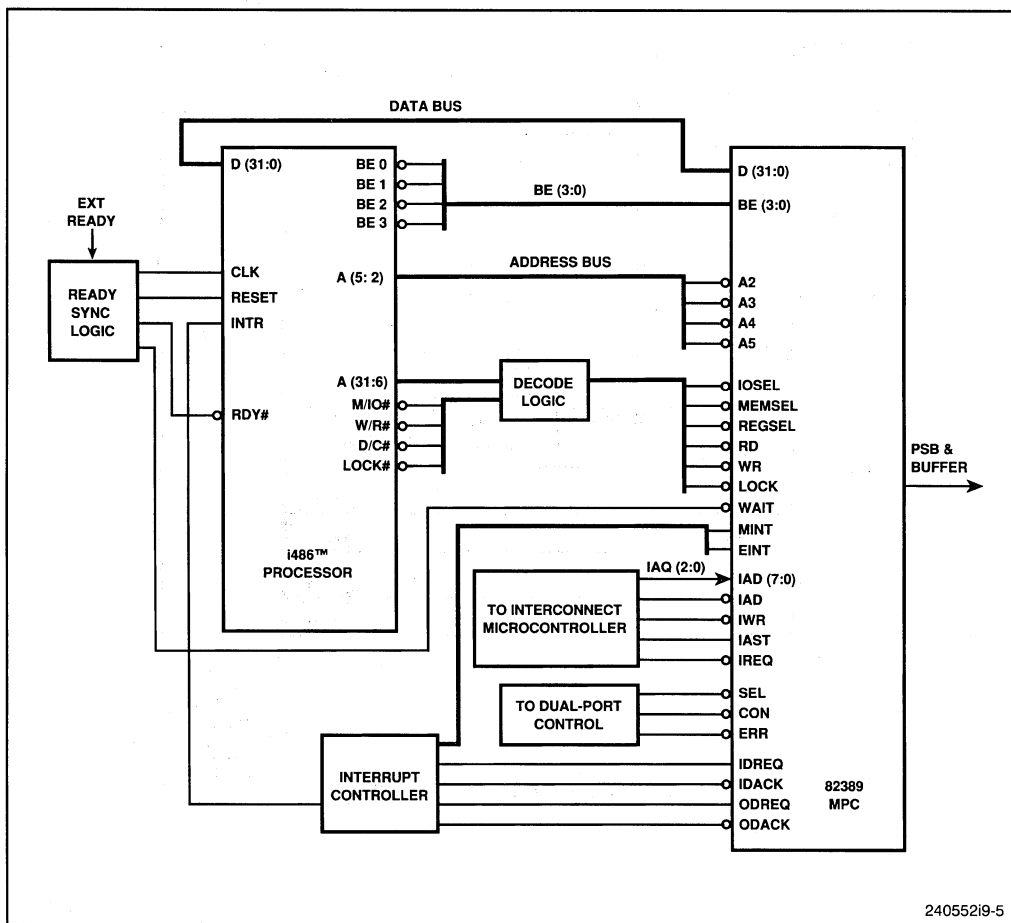 DATA BUS
D (31:0)
BE 0
BE 1
BE 2
BE 3
BE (3:0)
D (31:0)
BE (3:0)
EXT
READY
READY
SYNC
LOGIC
CLK
RESET
INTR
RDY#
A (5: 2)
ADDRESS BUS
A2
A3
A4
A5
A (31:6)
M/IO#
W/R#
D/C#
LOCK#
DECODE
LOGIC
IOSEL
MEMSEL
REGSEL
RD
WR
LOCK
WAIT
MINT
EINT
PSB &
BUFFER
i486™
PROCESSOR
TO INTERCONNECT
MICROCONTROLLER
IAQ (2:0)
IAD (7:0)
IAD
IWR
IAST
IREQ
TO DUAL-PORT
CONTROL
SEL
CON
ERR
INTERRUPT
CONTROLLER
IDREQ
IDACK
ODREQ
ODACK
82389
MPC
240552i9-5